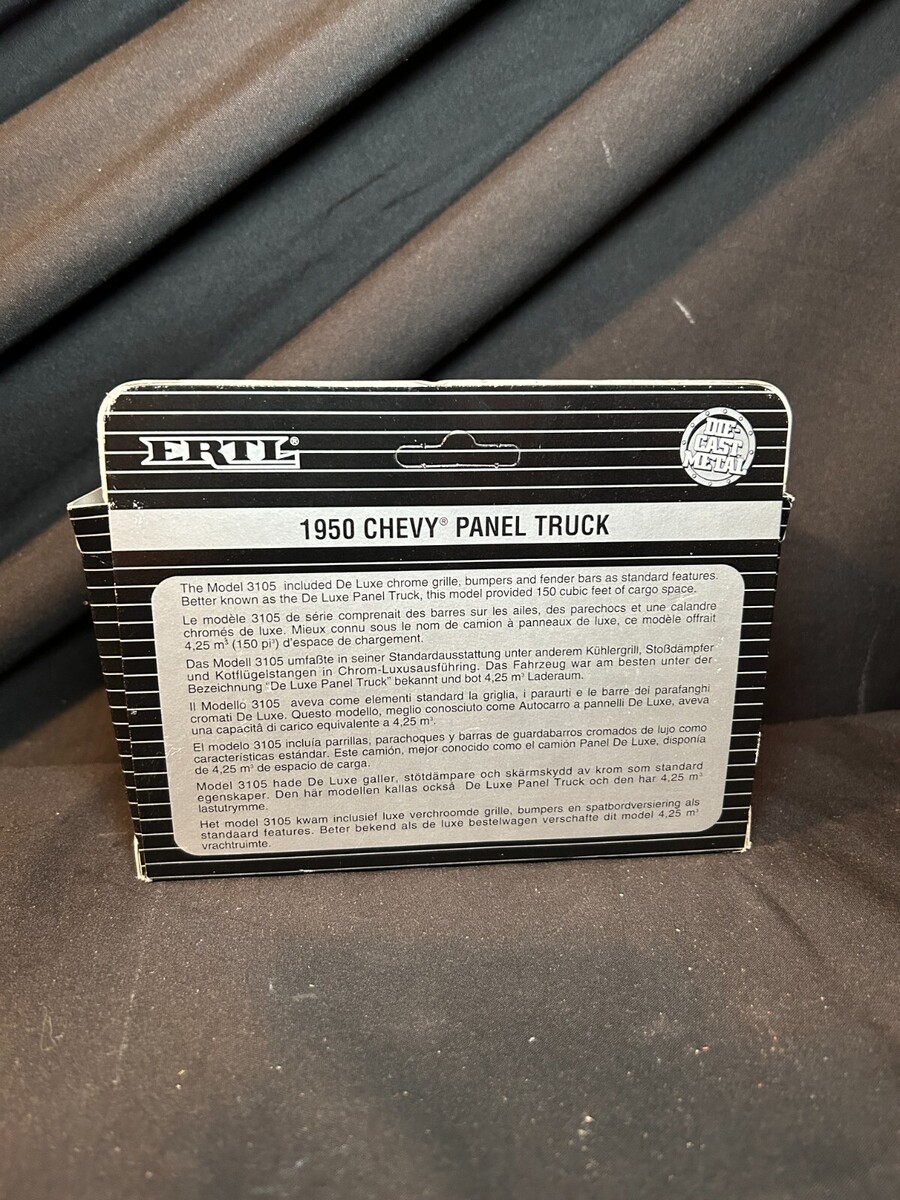 ERTL®
DIE-
CAST
METAL
1950 CHEVY® PANEL TRUCK
The Model 3105 included De Luxe chrome grille, bumpers and fender bars as standard features.
Better known as the De Luxe Panel Truck, this model provided 150 cubic feet of cargo space.
Le modèle 3105 de série comprenait des barres sur les ailes, des parechocs et une calandre
chromés de luxe. Mieux connu sous le nom de camion à panneaux de luxe, ce modèle offrait
4,25 m³ (150 pi³) d'espace de chargement.
Das Modell 3105 umfaßte in seiner Standardausstattung unter anderem Kühlergrill, Stoßdämpfer
und Kotflügelstangen in Chrom-Luxusausführing. Das Fahrzeug war am besten unter der
Bezeichnung "De Luxe Panel Truck" bekannt und bot 4,25 m³ Laderaum.
Il Modello 3105 aveva come elementi standard la griglia, i paraurti e le barre dei parafanghi
cromati De Luxe. Questo modello, meglio conosciuto come Autocarro a pannelli De Luxe, aveva
una capacità di carico equivalente a 4,25 m³.
El modelo 3105 incluía parrillas, parachoques y barras de guardabarros cromados de lujo como
características estándar. Este camión, mejor conocido como el camión Panel De Luxe, disponía
de 4,25 m³ de espacio de carga.
Model 3105 hade De Luxe galler, stötdämpare och skärmskydd av krom som standard
egenskaper. Den här modellen kallas också De Luxe Panel Truck och den har 4,25 m³
lastutrymme.
Het model 3105 kwam inclusief luxe verchroomde grille, bumpers en spatbordversiering als
standaard features. Beter bekend als de luxe bestelwagen verschafte dit model 4,25 m³
vrachtruimte.